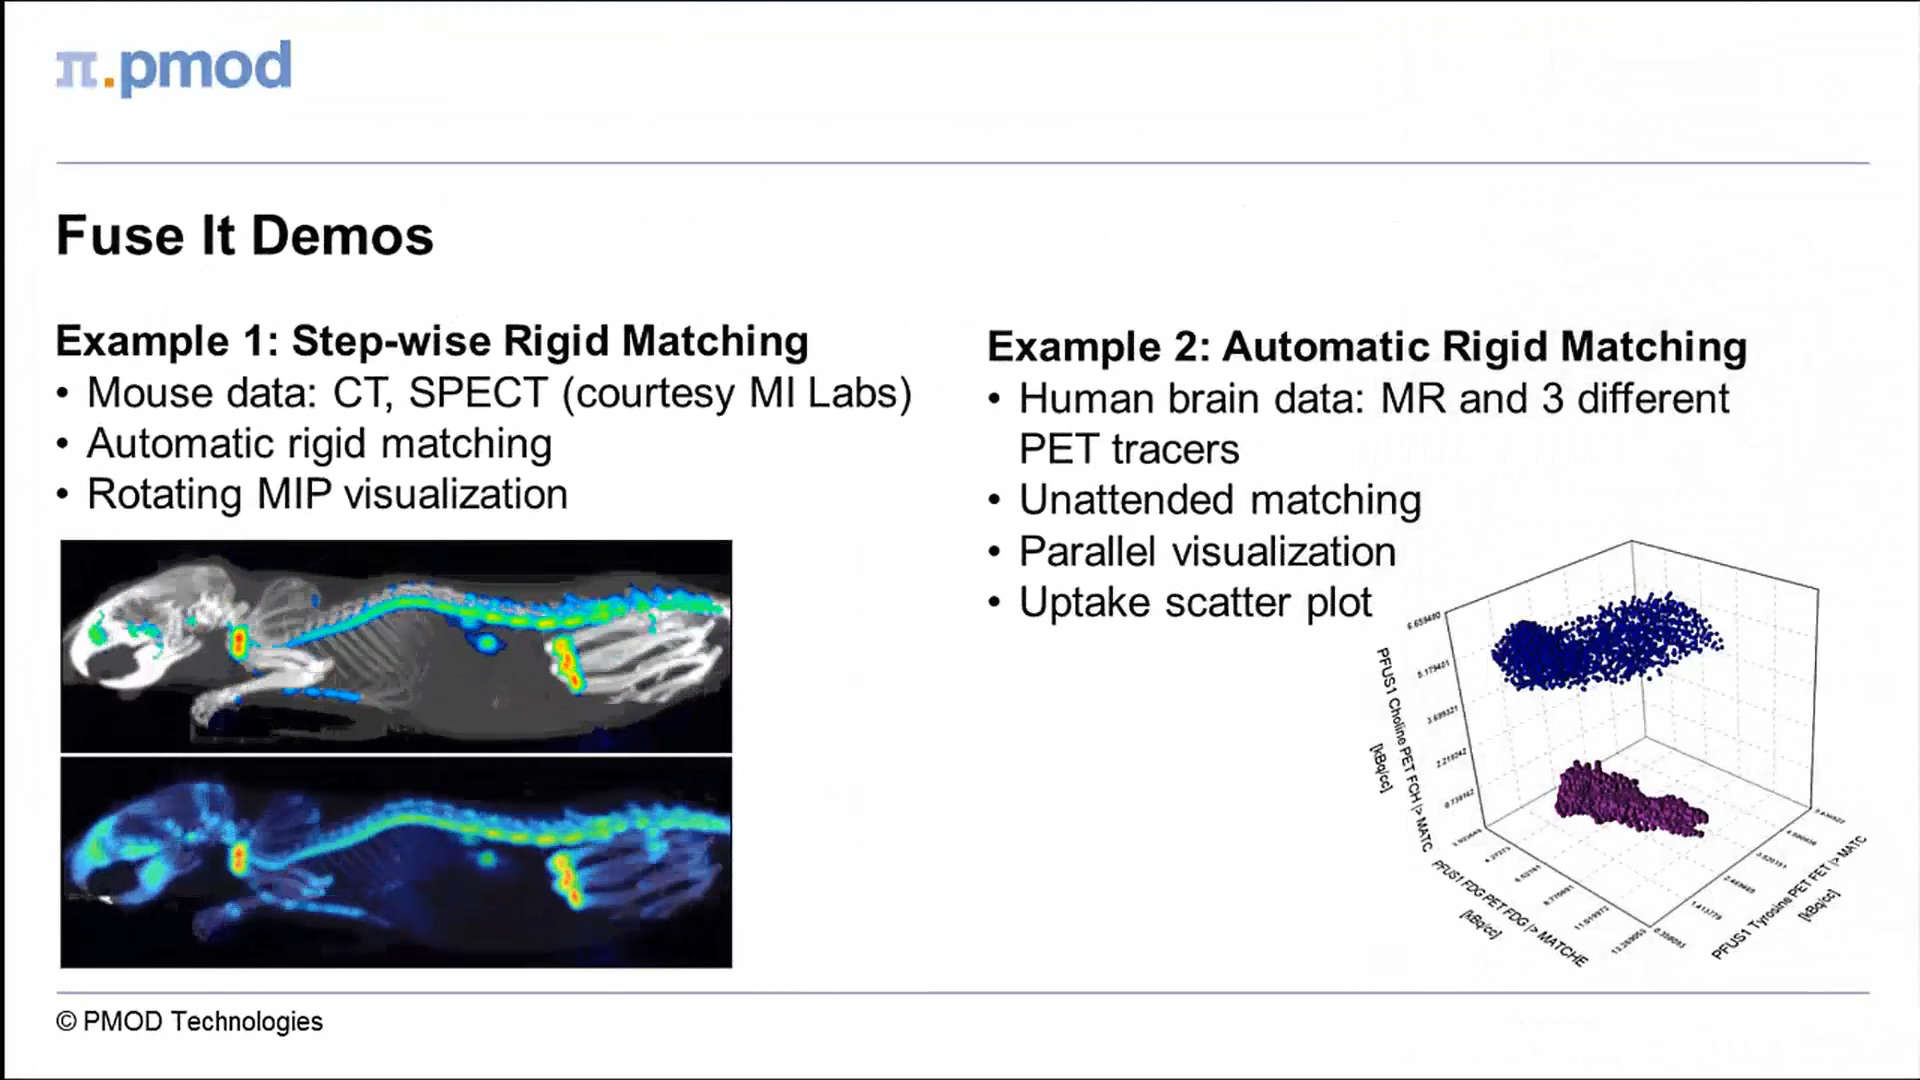 π.pmod
Fuse It Demos
Example 1: Step-wise Rigid Matching
• Mouse data: CT, SPECT (courtesy MI Labs)
• Automatic rigid matching
• Rotating MIP visualization
Example 2: Automatic Rigid Matching
• Human brain data: MR and 3 different
PET tracers
• Unattended matching
• Parallel visualization
• Uptake scatter plot
PFUS1 Choline PET FCH |> MATC
[kBq/cc]
PFUS1 FDG PET FDG |> MATCHE
[kBq/cc]
PFUS1 Tyrosine PET FET |> MATC
[kBq/cc]
© PMOD Technologies